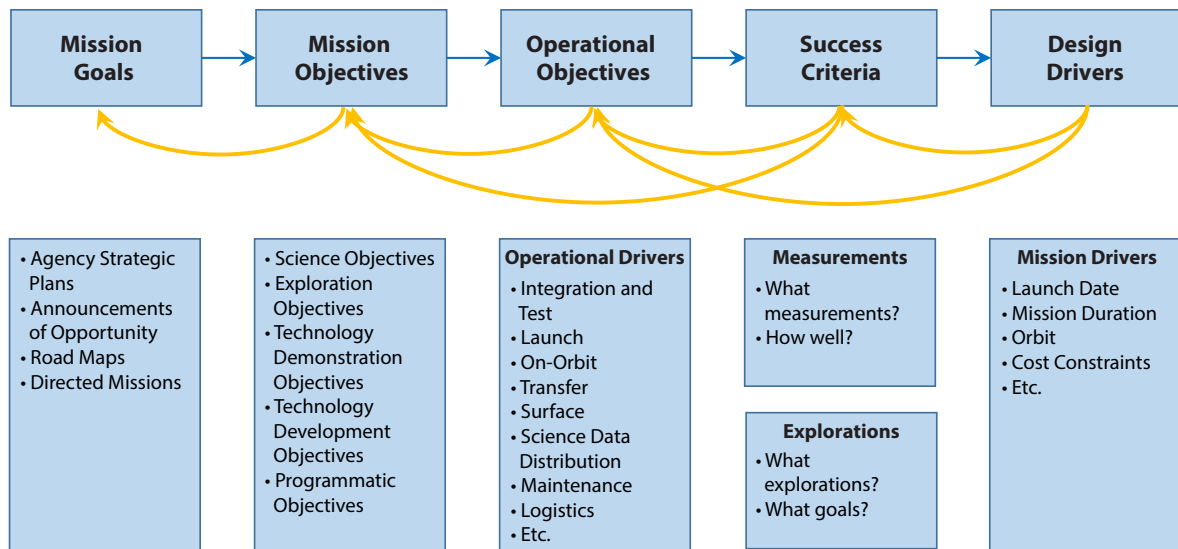 Mission
Goals
Mission
Objectives
Operational
Objectives
Success
Criteria
Design
Drivers
• Agency Strategic
Plans
• Announcements
of Opportunity
• Road Maps
• Directed Missions
• Science Objectives
• Exploration
Objectives
• Technology
Demonstration
Objectives
• Technology
Development
Objectives
• Programmatic
Objectives
Operational Drivers
• Integration and
Test
• Launch
• On-Orbit
• Transfer
• Surface
• Science Data
Distribution
• Maintenance
• Logistics
• Etc.
Measurements
• What
measurements?
• How well?
Explorations
• What
explorations?
• What goals?
Mission Drivers
• Launch Date
• Mission Duration
• Orbit
• Cost Constraints
• Etc.